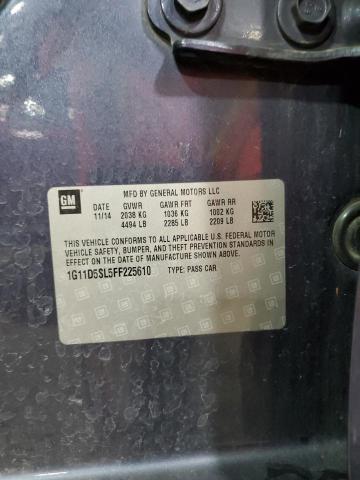 MFD BY GENERAL MOTORS LLC
GM
DATE GVWR GAWR FRT GAWR RR
11/14 2038 KG 1036 KG 1002 KG
4494 LB 2285 LB 2209 LB
THIS VEHICLE CONFORMS TO ALL APPLICABLE U.S. FEDERAL MOTOR
VEHICLE SAFETY, BUMPER, AND THEFT PREVENTION STANDARDS
IN EFFECT ON THE DATE OF MANUFACTURE SHOWN ABOVE.
1G11D5SL5FF225610 TYPE: PASS CAR